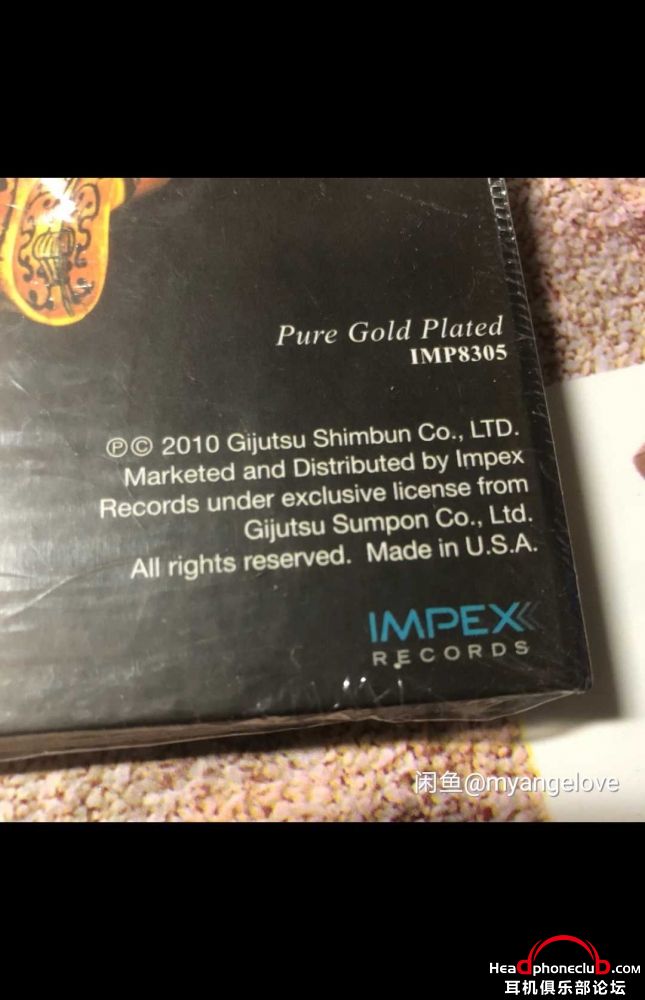 Pure Gold Plated
IMP8305
℗© 2010 Gijutsu Shimbun Co., LTD.
Marketed and Distributed by Impex
Records under exclusive license from
Gijutsu Sumpon Co., Ltd.
All rights reserved. Made in U.S.A.
IMPEX
RECORDS
闲鱼@myangelove
Headphoneclub.com
耳机俱乐部论坛